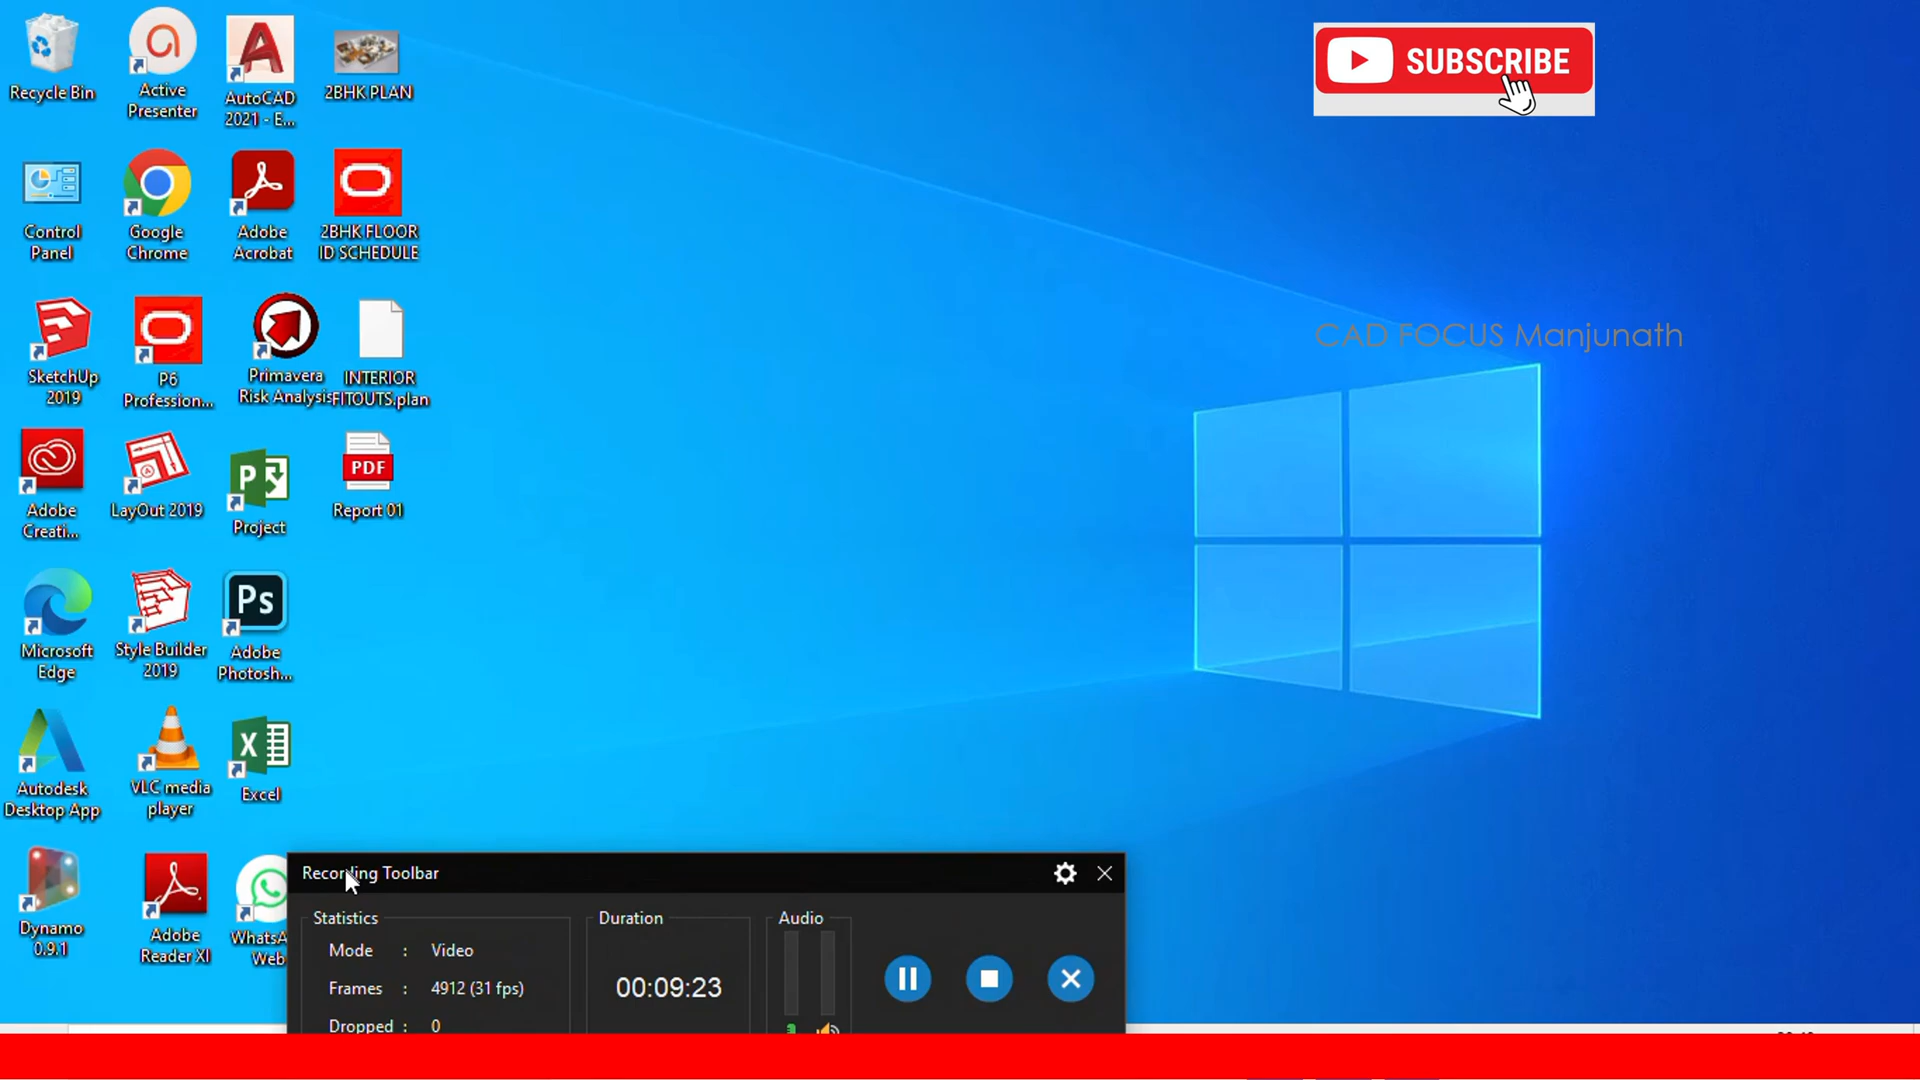 Recycle Bin
Active
Presenter
AutoCAD
2021 - E...
2BHK PLAN
SUBSCRIBE
Control
Panel
Google
Chrome
Adobe
Acrobat
2BHK FLOOR
ID SCHEDULE
CAD FOCUS Manjunath
SketchUp
2019
P6
Profession...
Primavera
Risk Analysis
INTERIOR
FITOUTS.plan
Adobe
Creati...
LayOut 2019
Project
PDF
Report 01
Microsoft
Edge
Style Builder
2019
Ps
Adobe
Photosh...
Autodesk
Desktop App
VLC media
player
Excel
Dynamo
0.9.1
Adobe
Reader XI
WhatsA
Web
Recording Toolbar
Statistics
Mode : Video
Frames : 4912 (31 fps)
Dropped : 0
Duration
00:09:23
Audio